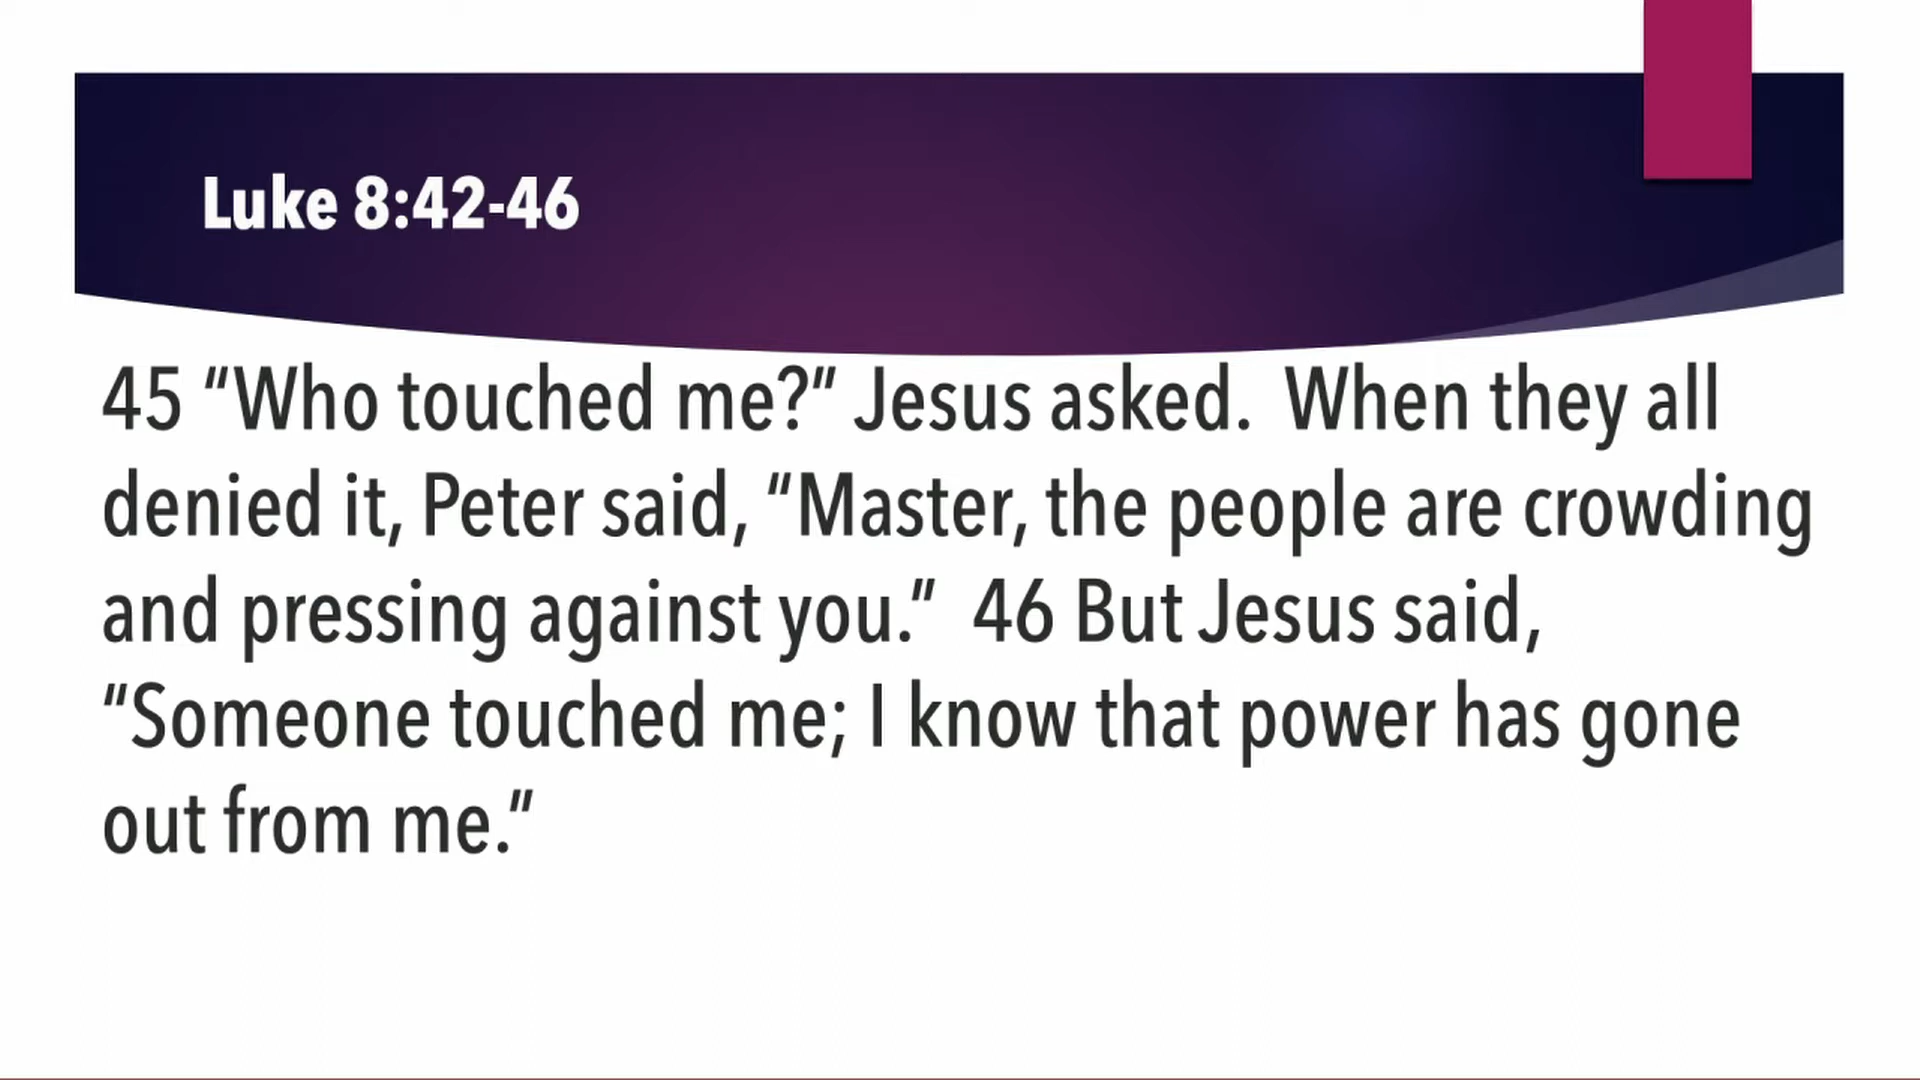 Luke 8:42-46
45 “Who touched me?” Jesus asked.  When they all
denied it, Peter said, “Master, the people are crowding
and pressing against you.”  46 But Jesus said,
“Someone touched me; I know that power has gone
out from me.”